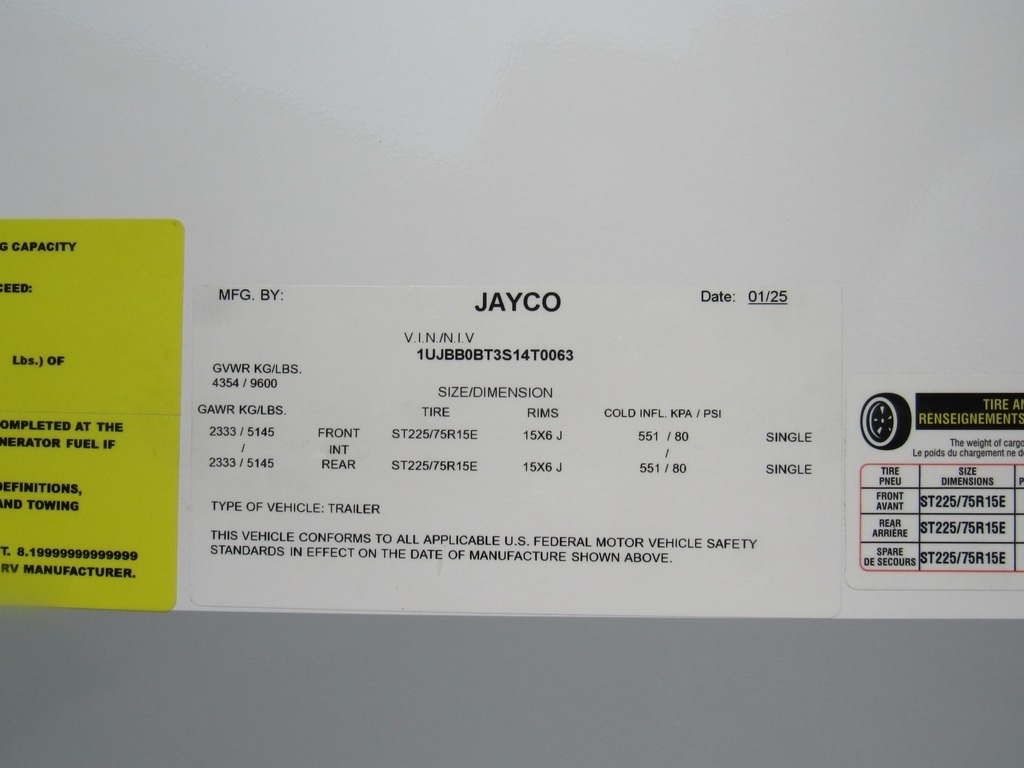 G CAPACITY
CEED:
Lbs.) OF
OMPLETED AT THE
NERATOR FUEL IF
DEFINITIONS,
AND TOWING
T. 8.19999999999999
RV MANUFACTURER.
MFG. BY: JAYCO Date: 01/25
V.I.N./N.I.V
1UJBB0BT3S14T0063
GVWR KG/LBS.
4354 / 9600
SIZE/DIMENSION
GAWR KG/LBS. TIRE RIMS COLD INFL. KPA / PSI
2333 / 5145 FRONT ST225/75R15E 15X6 J 551 / 80 SINGLE
/ INT /
2333 / 5145 REAR ST225/75R15E 15X6 J 551 / 80 SINGLE
TYPE OF VEHICLE: TRAILER
THIS VEHICLE CONFORMS TO ALL APPLICABLE U.S. FEDERAL MOTOR VEHICLE SAFETY
STANDARDS IN EFFECT ON THE DATE OF MANUFACTURE SHOWN ABOVE.
TIRE AN
RENSEIGNEMENTS
The weight of cargo
Le poids du chargement ne d
TIRE SIZE
PNEU DIMENSIONS P
FRONT
AVANT ST225/75R15E
REAR
ARRIÈRE ST225/75R15E
SPARE
DE SECOURS ST225/75R15E